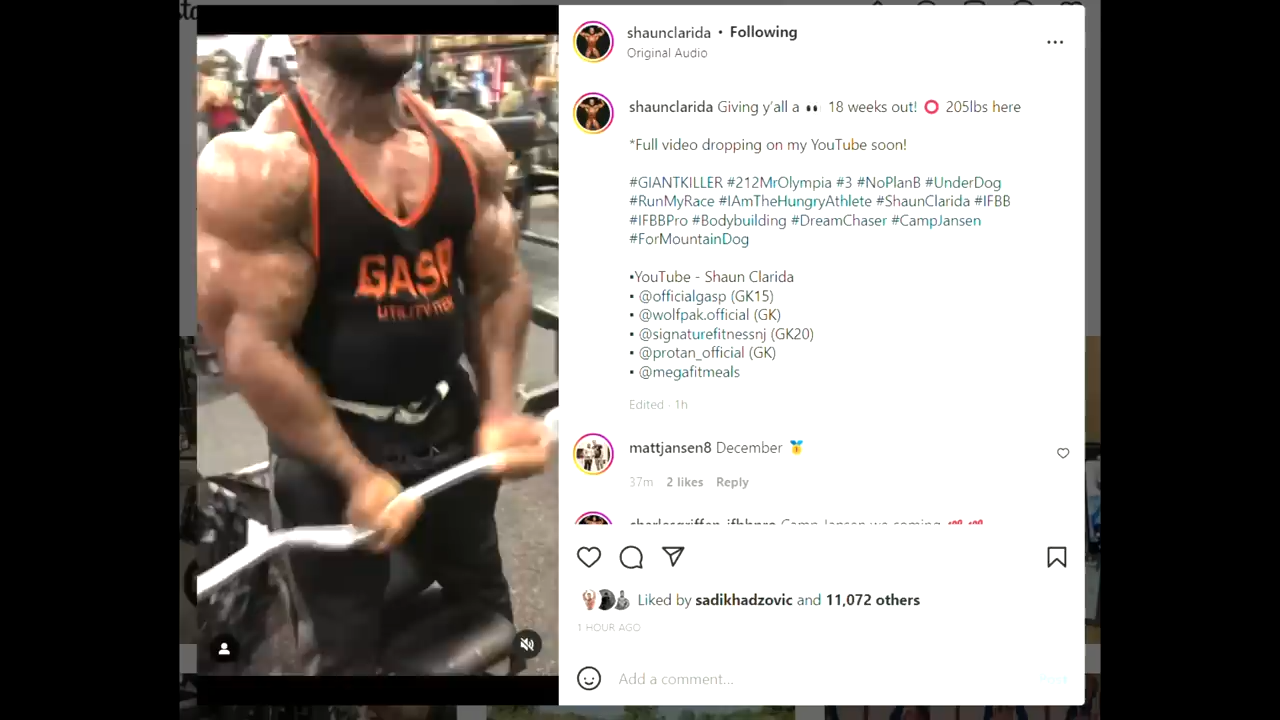 shaunclarida • Following
Original Audio
shaunclarida Giving y'all a 👀 18 weeks out! ⭕ 205lbs here
*Full video dropping on my YouTube soon!
#GIANTKILLER #212MrOlympia #3 #NoPlanB #UnderDog
#RunMyRace #IAmTheHungryAthlete #ShaunClarida #IFBB
#IFBBPro #Bodybuilding #DreamChaser #CampJansen
#ForMountainDog
▪YouTube - Shaun Clarida
▪ @officialgasp (GK15)
▪ @wolfpak.official (GK)
▪ @signaturefitnessnj (GK20)
▪ @protan_official (GK)
▪ @megafitmeals
Edited · 1h
mattjansen8 December 🥇
37m 2 likes Reply
Liked by sadikhadzovic and 11,072 others
1 HOUR AGO
Add a comment...
Post
GASP